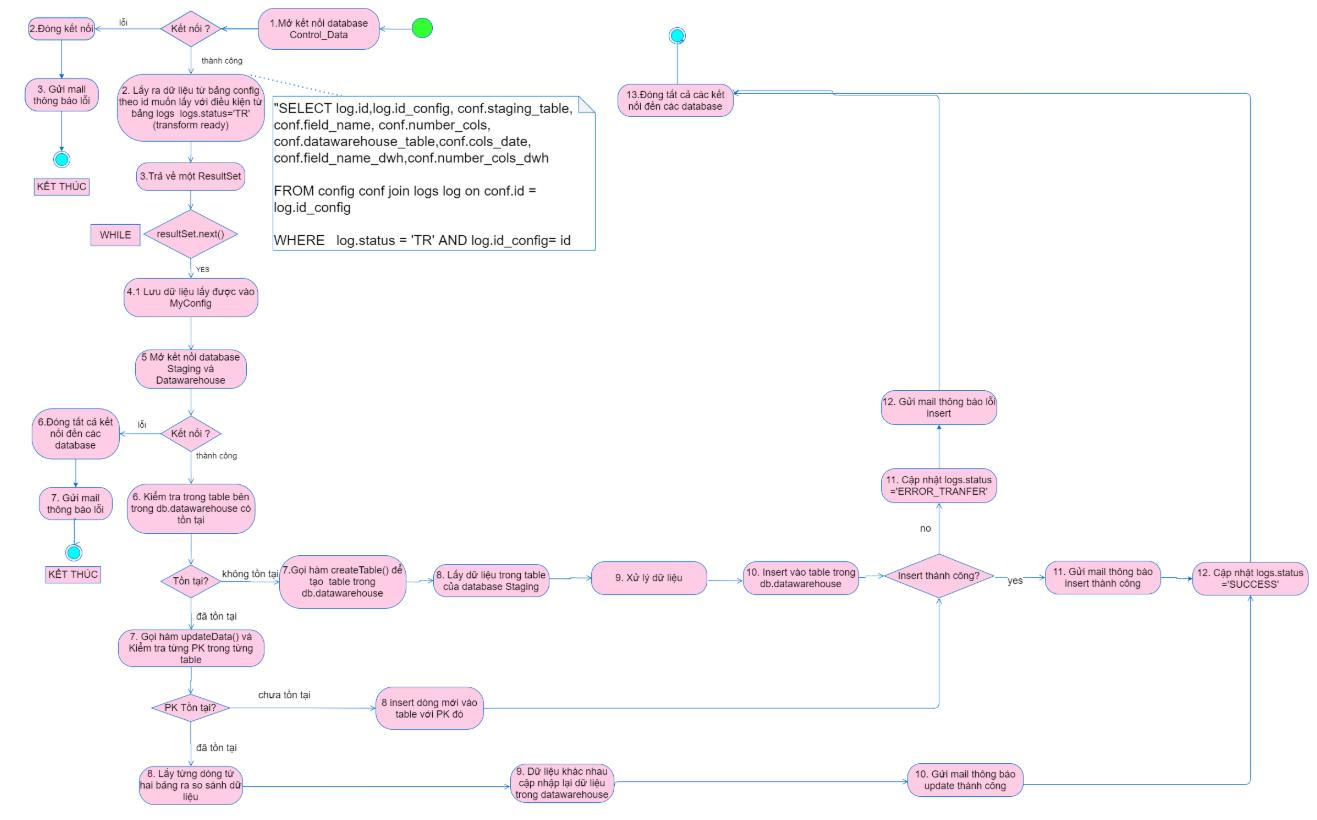 1.Mở kết nối database
Control_Data
Kết nối ?
lỗi
2.Đóng kết nối
3. Gửi mail
thông báo lỗi
KẾT THÚC
thành công
2. Lấy ra dữ liệu từ bảng config
theo id muốn lấy với điều kiện từ
bảng logs logs.status='TR'
(transform ready)
"SELECT log.id,log.id_config, conf.staging_table,
conf.field_name, conf.number_cols,
conf.datawarehouse_table,conf.cols_date,
conf.field_name_dwh,conf.number_cols_dwh
FROM config conf join logs log on conf.id =
log.id_config
WHERE log.status = 'TR' AND log.id_config= id
3.Trả về một ResultSet
WHILE
resultSet.next()
YES
4.1 Lưu dữ liệu lấy được vào
MyConfig
5 Mở kết nối database
Staging và
Datawarehouse
Kết nối ?
lỗi
6.Đóng tất cả kết
nối đến các
database
7. Gửi mail
thông báo lỗi
KẾT THÚC
thành công
6. Kiểm tra trong table bên
trong db.datawarehouse có
tồn tại
Tồn tại?
không tồn tại
7.Gọi hàm createTable() để
tạo table trong
db.datawarehouse
8. Lấy dữ liệu trong table
của database Staging
9. Xử lý dữ liệu
10. Insert vào table trong
db.datawarehouse
Insert thành công?
no
11. Cập nhật logs.status
='ERROR_TRANFER'
12. Gửi mail thông báo lỗi
insert
yes
11. Gửi mail thông báo
insert thành công
12. Cập nhật logs.status
='SUCCESS'
13.Đóng tất cả các kết
nối đến các database
đã tồn tại
7. Gọi hàm updateData() và
Kiểm tra từng PK trong từng
table
PK Tồn tại?
chưa tồn tại
8 insert dòng mới vào
table với PK đó
đã tồn tại
8. Lấy từng dòng từ
hai bảng ra so sánh dữ
liệu
9. Dữ liệu khác nhau
cập nhập lại dữ liệu
trong datawarehouse
10. Gửi mail thông báo
update thành công